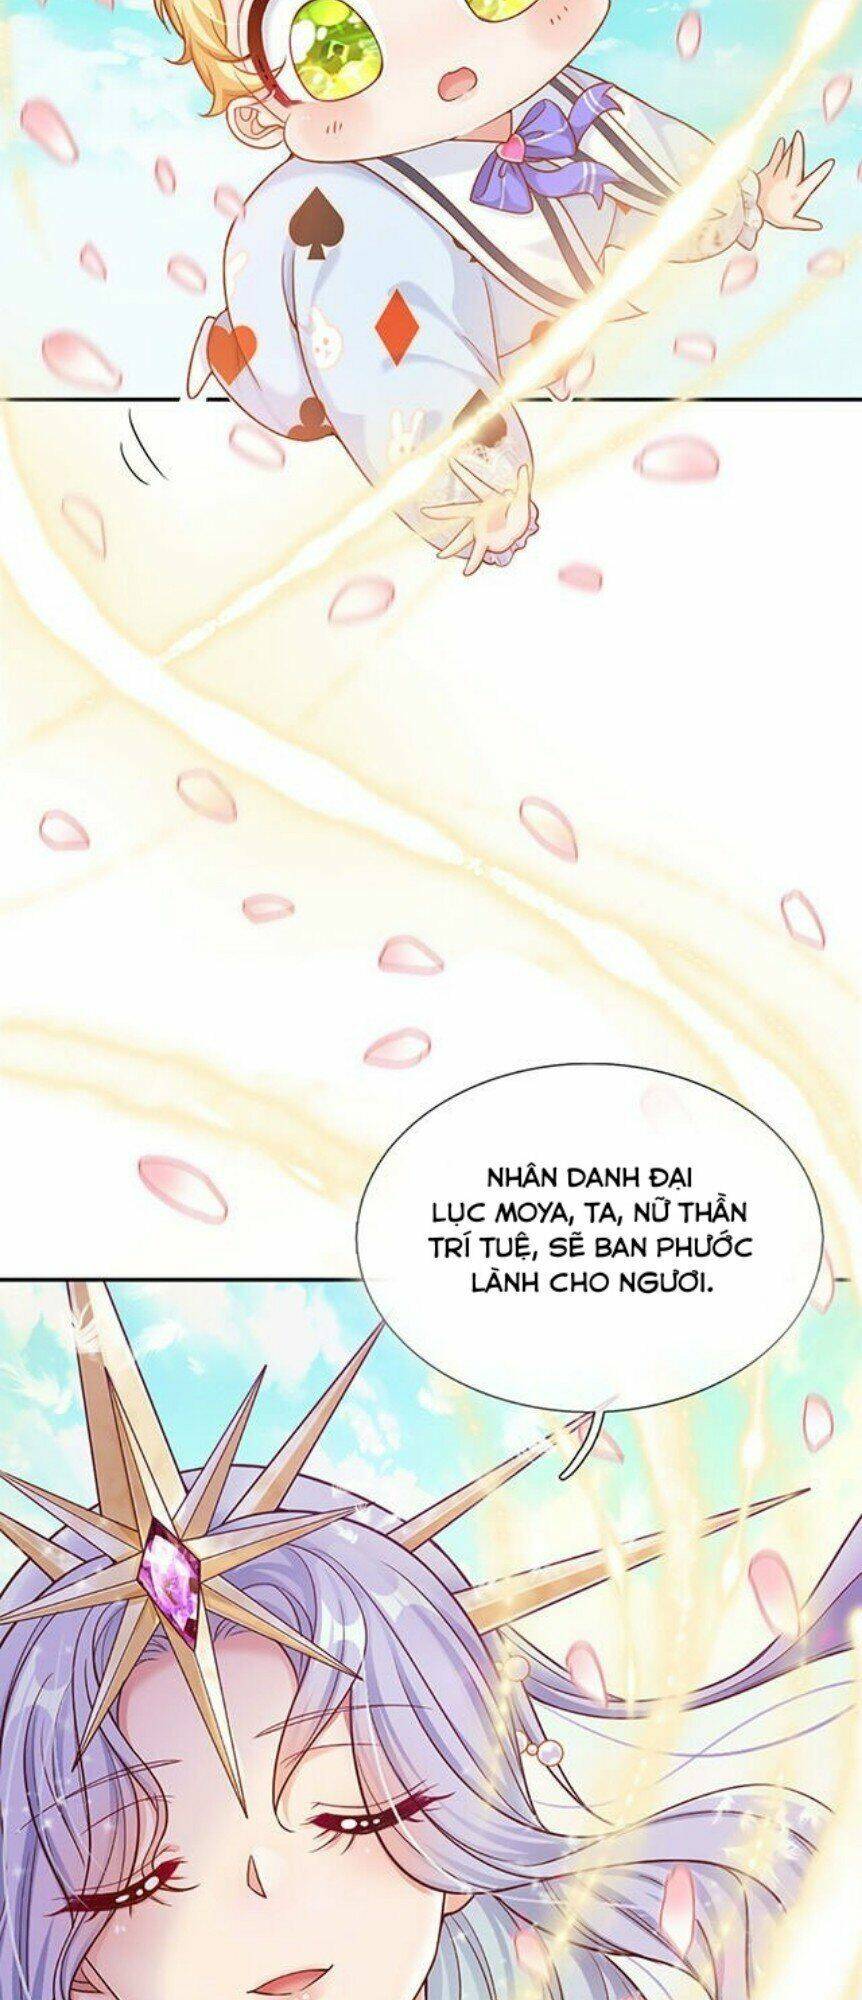 NHÂN DANH ĐẠI
LỤC MOYA, TA, NỮ THẦN
TRÍ TUỆ, SẼ BAN PHƯỚC
LÀNH CHO NGƯƠI.